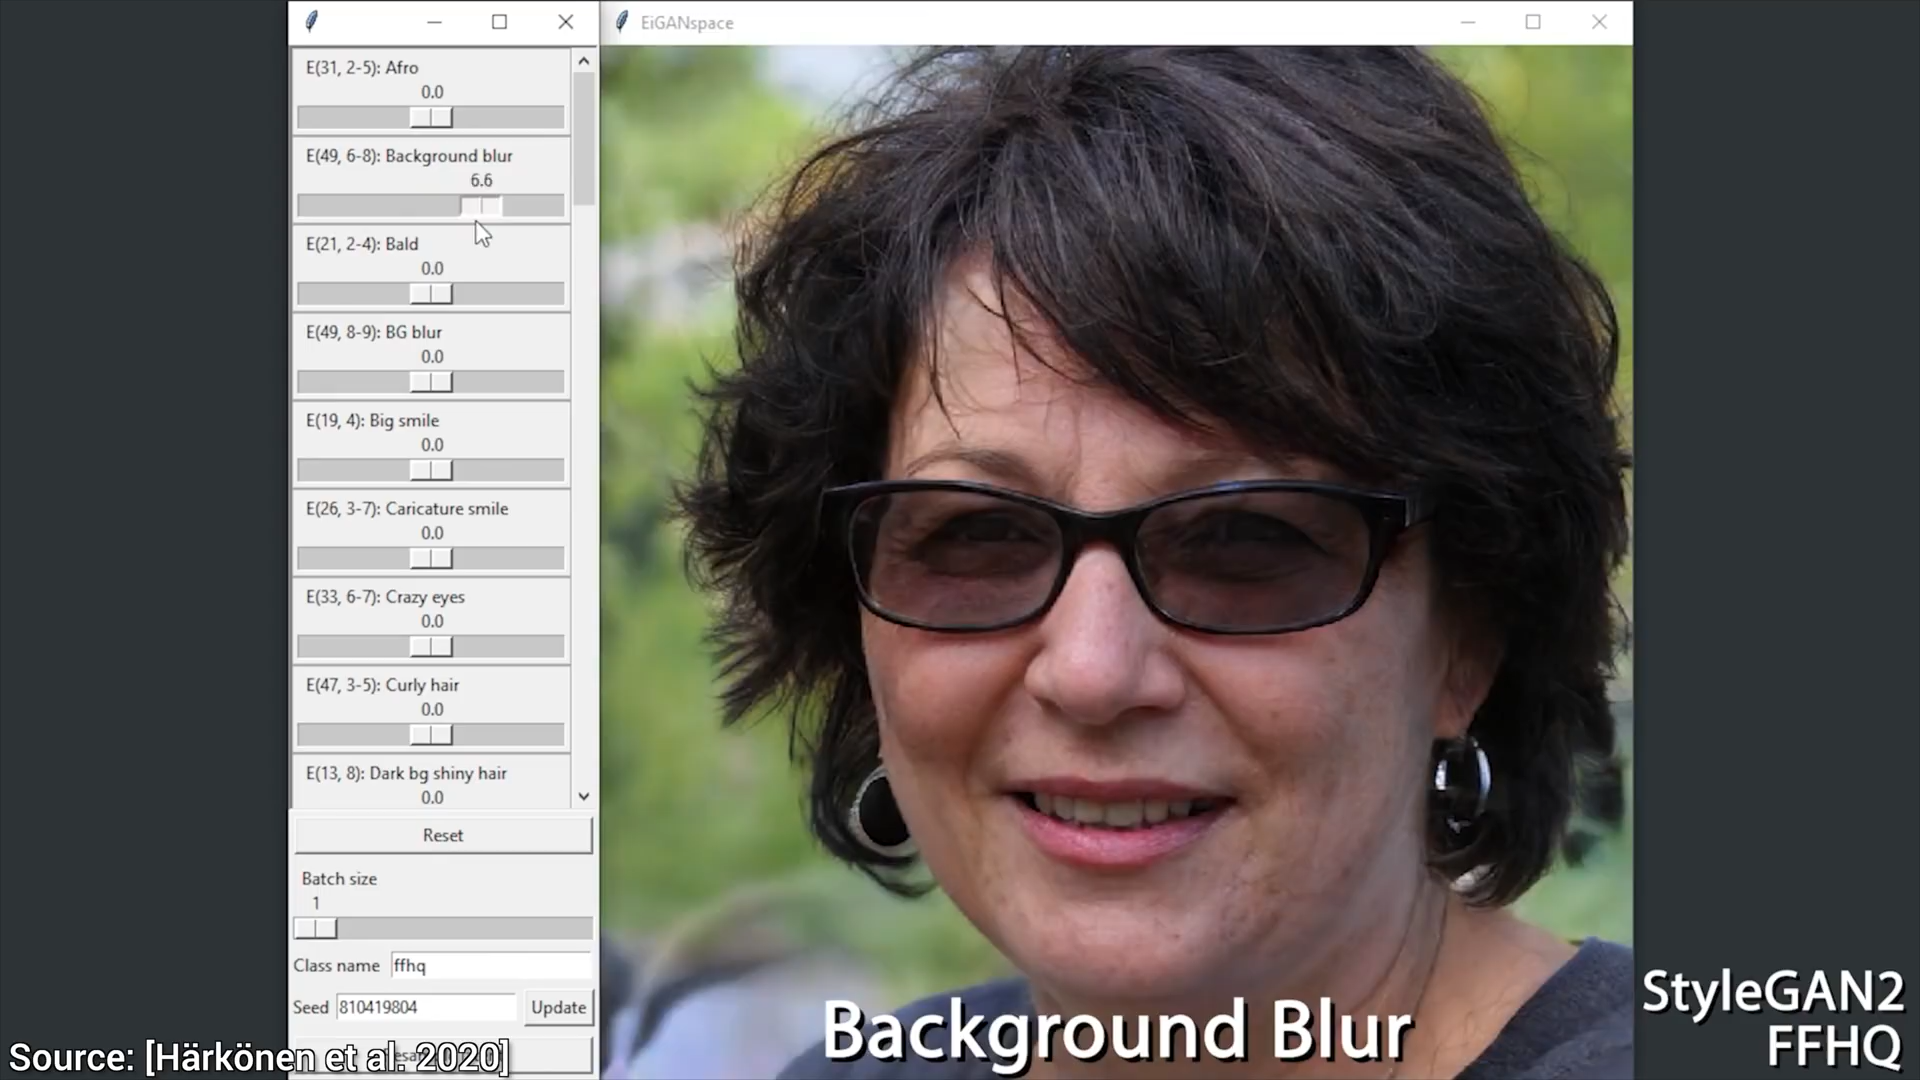 EiGANspace
E(31, 2-5): Afro
0.0
E(49, 6-8): Background blur
6.6
E(21, 2-4): Bald
0.0
E(49, 8-9): BG blur
0.0
E(19, 4): Big smile
0.0
E(26, 3-7): Caricature smile
0.0
E(33, 6-7): Crazy eyes
0.0
E(47, 3-5): Curly hair
0.0
E(13, 8): Dark bg shiny hair
0.0
Reset
Batch size
1
Class name ffhq
Seed 810419804 Update
Source: [Härkönen et al. 2020]
Background Blur
StyleGAN2
FFHQ